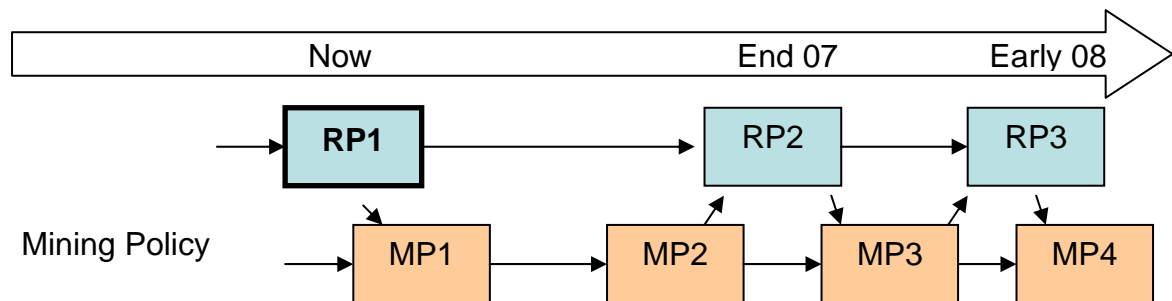 Now End 07 Early 08
RP1 RP2 RP3
Mining Policy MP1 MP2 MP3 MP4